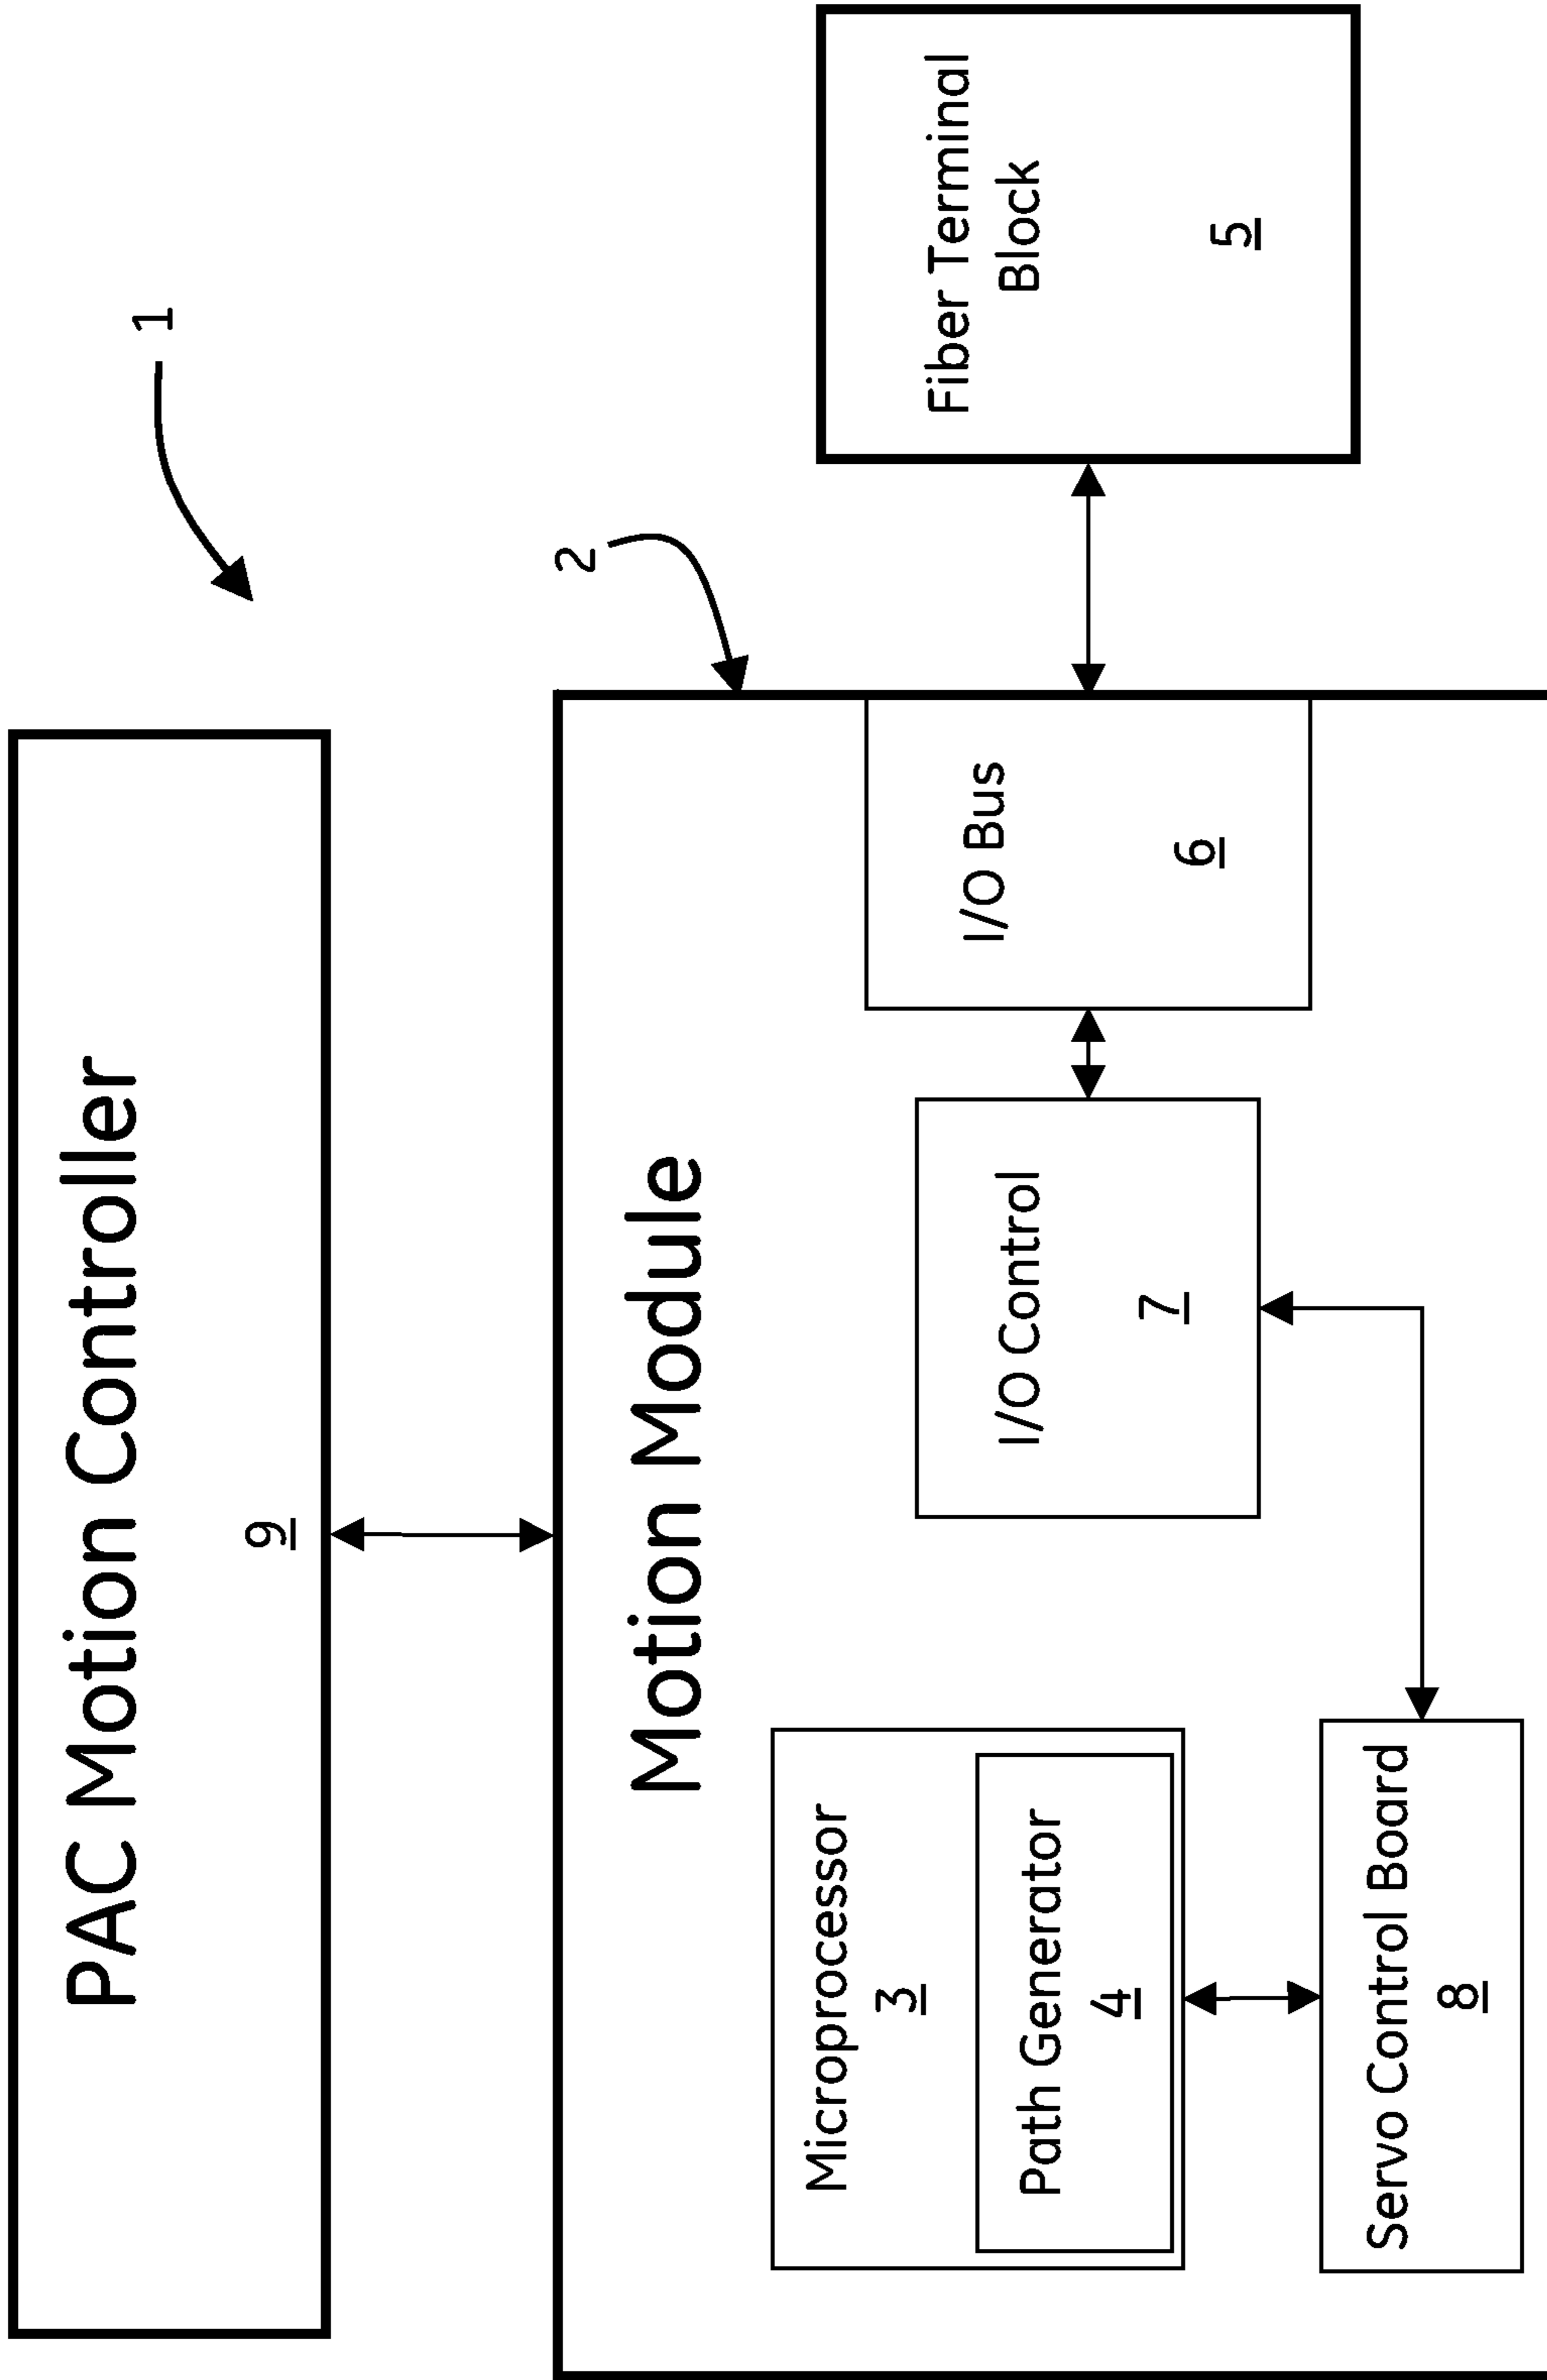 PAC Motion Controller
9
1
2
Motion Module
Microprocessor
3
Path Generator
4
Servo Control Board
8
I/O Control
7
I/O Bus
6
Fiber Terminal
Block
5